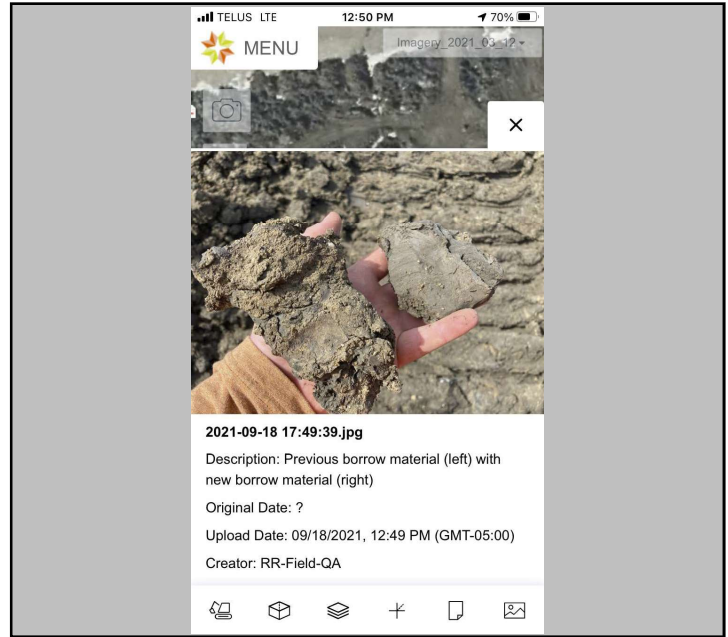 TELUS LTE 12:50 PM 70%
MENU Imagery_2021_03_12
2021-09-18 17:49:39.jpg
Description: Previous borrow material (left) with
new borrow material (right)
Original Date: ?
Upload Date: 09/18/2021, 12:49 PM (GMT-05:00)
Creator: RR-Field-QA